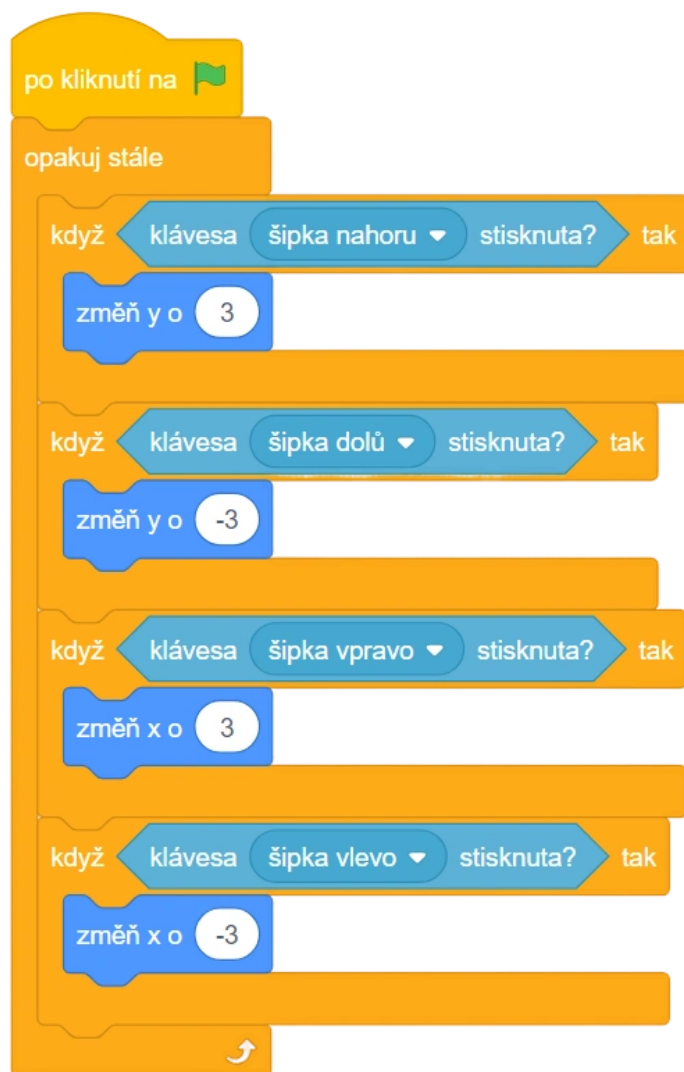 po kliknutí na
opakuj stále
když klávesa šipka nahoru stisknuta? tak
změň y o 3
když klávesa šipka dolů stisknuta? tak
změň y o -3
když klávesa šipka vpravo stisknuta? tak
změň x o 3
když klávesa šipka vlevo stisknuta? tak
změň x o -3